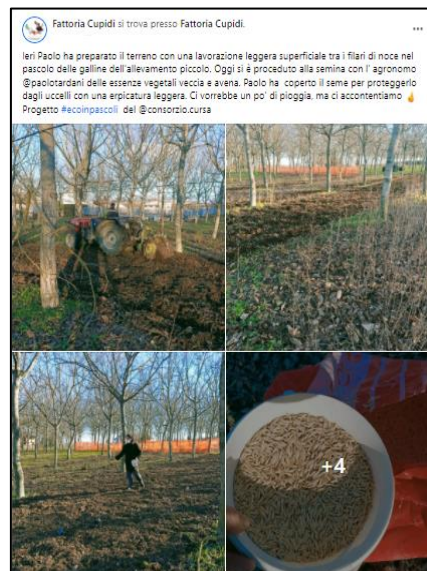 Fattoria Cupidi si trova presso Fattoria Cupidi.
Ieri Paolo ha preparato il terreno con una lavorazione leggera superficiale tra i filari di noce nel
pascolo delle galline dell'allevamento piccolo. Oggi si è proceduto alla semina con l' agronomo
@paolotardani delle essenze vegetali veccia e avena. Paolo ha coperto il seme per proteggerlo
dagli uccelli con una erpicatura leggera. Ci vorrebbe un po' di pioggia, ma ci accontentiamo 🤞
Progetto #ecoinpascoli del @consorzio.cursa
+4